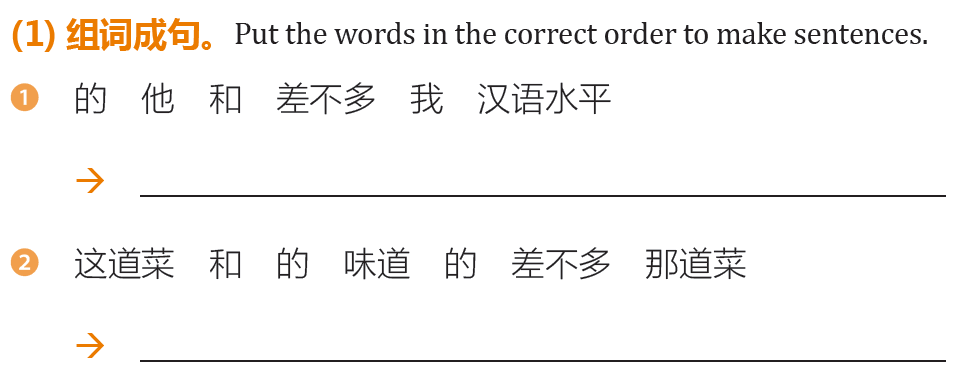 (1) 组词成句。Put the words in the correct order to make sentences.
❶ 的 他 和 差不多 我 汉语水平
→
❷ 这道菜 和 的 味道 的 差不多 那道菜
→